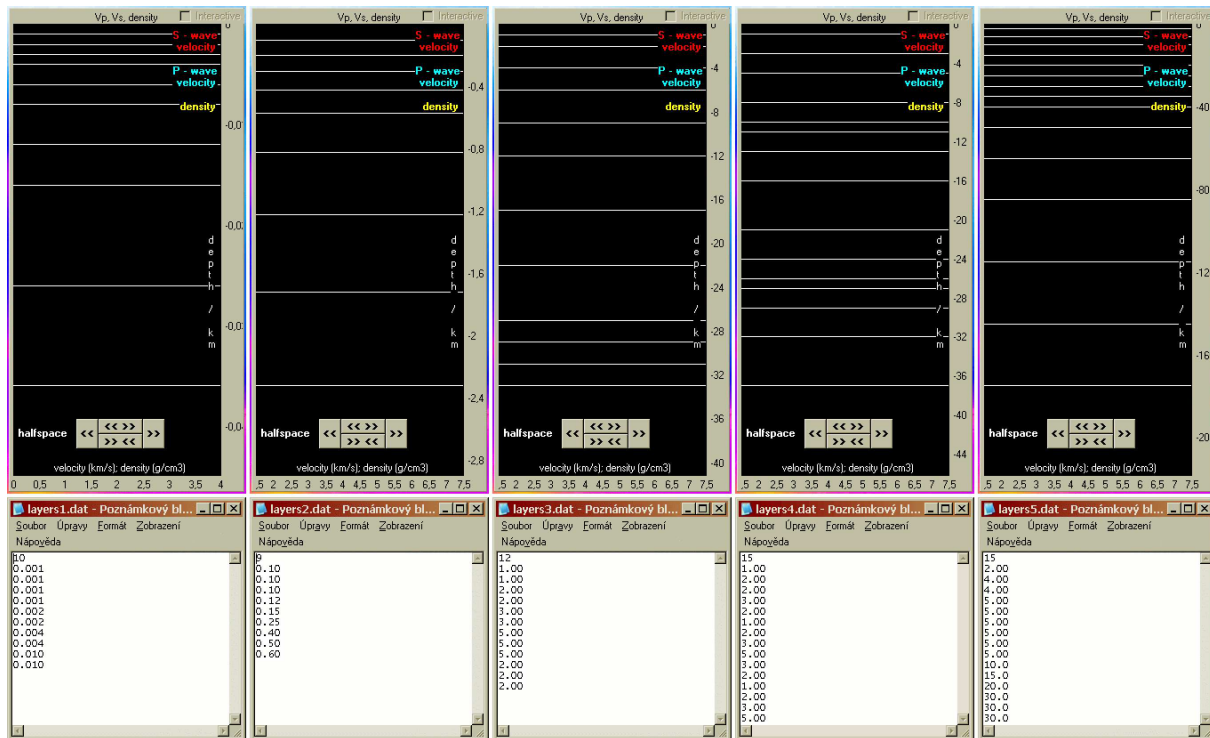 Vp, Vs, density Interactive
0
S - wave
velocity
P - wave
velocity
density
-0,0
-0,0
-0,0
-0,0
depth / km
halfspace << << >> >> << >>
velocity (km/s); density (g/cm3)
0 0,5 1 1,5 2 2,5 3 3,5 4
Vp, Vs, density Interactive
0
S - wave
velocity
P - wave
velocity
density
-0,4
-0,8
-1,2
-1,6
-2
-2,4
-2,8
depth / km
halfspace << << >> >> << >>
velocity (km/s); density (g/cm3)
,5 2 2,5 3 3,5 4 4,5 5 5,5 6 6,5 7 7,5
Vp, Vs, density Interactive
0
S - wave
velocity
P - wave
velocity
density
-4
-8
-12
-16
-20
-24
-28
-32
-36
-40
depth / km
halfspace << << >> >> << >>
velocity (km/s); density (g/cm3)
,5 2 2,5 3 3,5 4 4,5 5 5,5 6 6,5 7 7,5
Vp, Vs, density Interactive
0
S - wave
velocity
P - wave
velocity
density
-4
-8
-12
-16
-20
-24
-28
-32
-36
-40
-44
depth / km
halfspace << << >> >> << >>
velocity (km/s); density (g/cm3)
,5 2 2,5 3 3,5 4 4,5 5 5,5 6 6,5 7 7,5
Vp, Vs, density Interactive
0
S - wave
velocity
P - wave
velocity
density
-40
-80
-12
-16
-20
depth / km
halfspace << << >> >> << >>
velocity (km/s); density (g/cm3)
,5 2 2,5 3 3,5 4 4,5 5 5,5 6 6,5 7 7,5
layers1.dat - Poznámkový bl...
Soubor Úpravy Formát Zobrazení
Nápověda
10
0.001
0.001
0.001
0.001
0.002
0.002
0.004
0.004
0.010
0.010
layers2.dat - Poznámkový bl...
Soubor Úpravy Formát Zobrazení
Nápověda
9
0.10
0.10
0.10
0.12
0.15
0.25
0.40
0.50
0.60
layers3.dat - Poznámkový bl...
Soubor Úpravy Formát Zobrazení
Nápověda
12
1.00
1.00
2.00
2.00
3.00
3.00
5.00
5.00
5.00
2.00
2.00
2.00
layers4.dat - Poznámkový bl...
Soubor Úpravy Formát Zobrazení
Nápověda
15
1.00
2.00
2.00
3.00
2.00
1.00
2.00
3.00
5.00
3.00
2.00
1.00
2.00
3.00
5.00
layers5.dat - Poznámkový bl...
Soubor Úpravy Formát Zobrazení
Nápověda
15
2.00
4.00
4.00
5.00
5.00
5.00
5.00
5.00
5.00
10.0
15.0
20.0
30.0
30.0
30.0